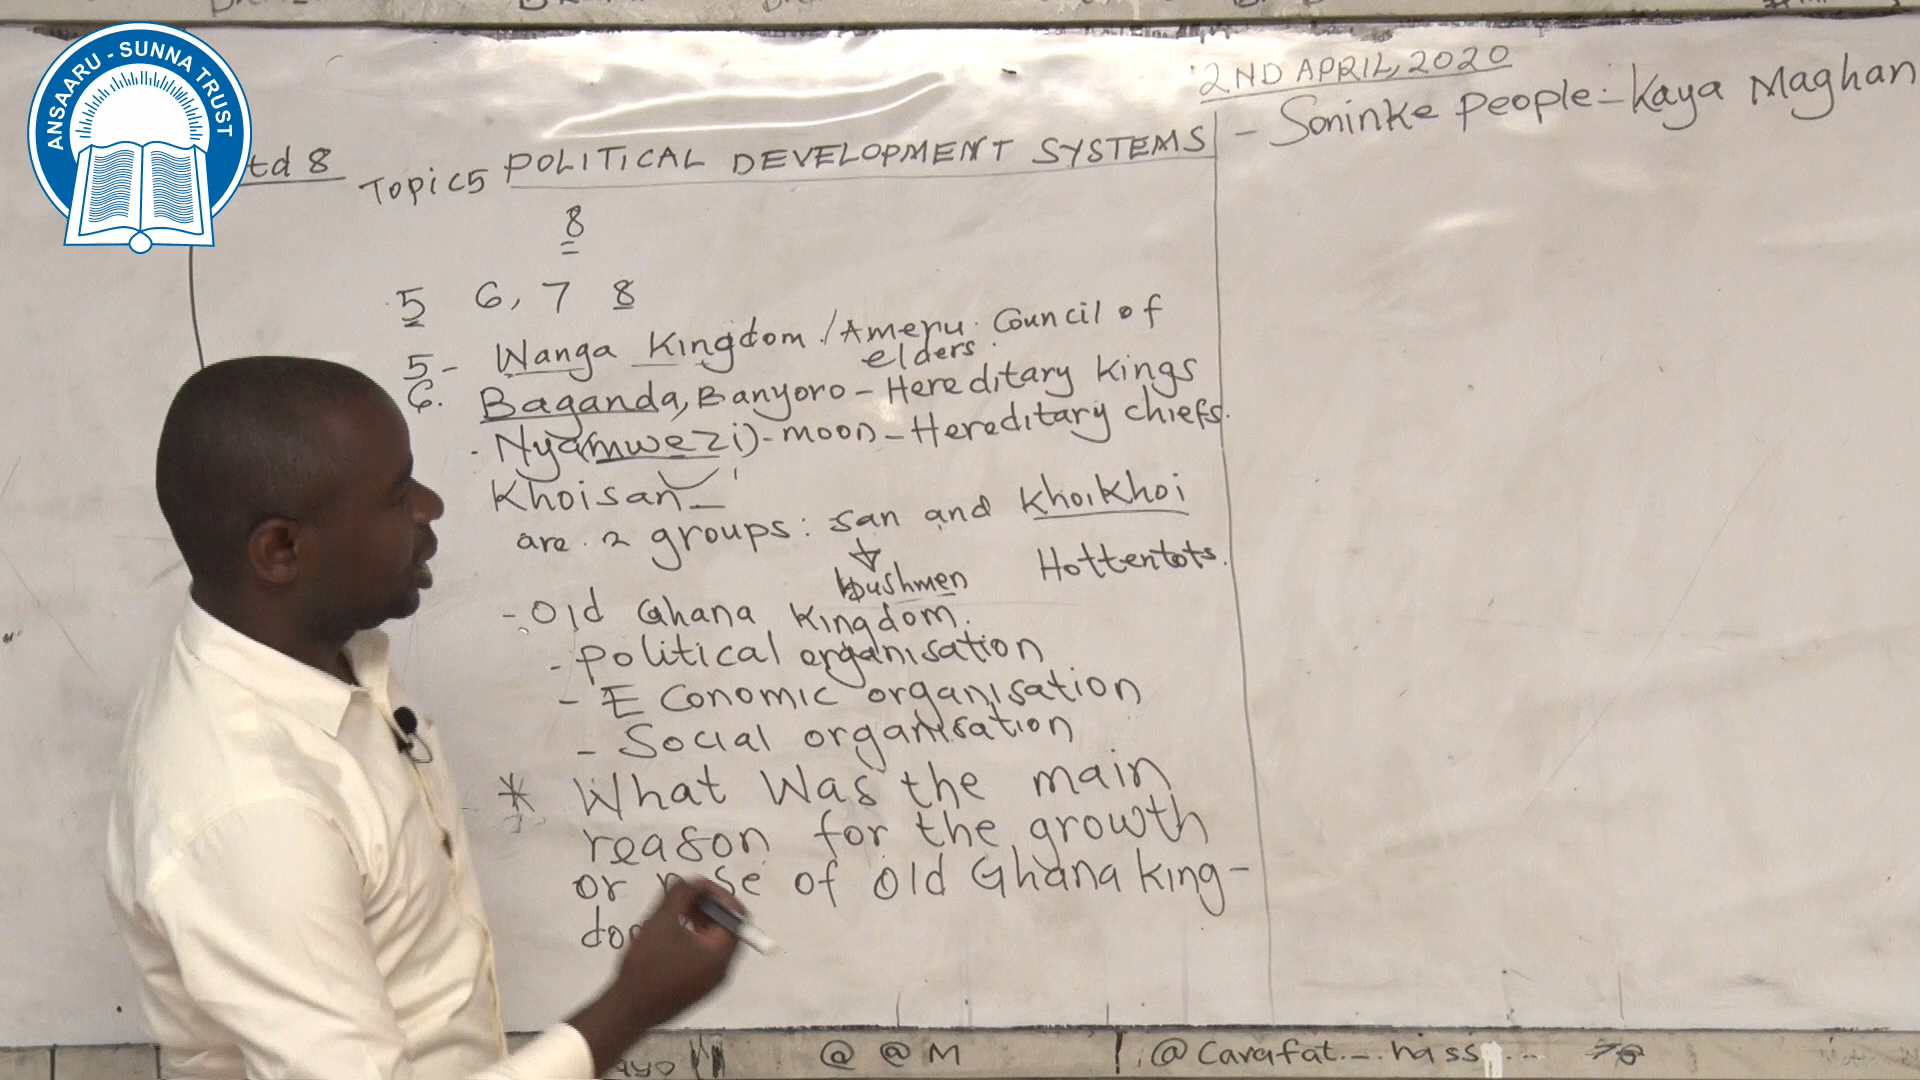 ANSAARU - SUNNA TRUST
2ND APRIL, 2020
td 8
Topic 5 POLITICAL DEVELOPMENT SYSTEMS
8
5 6, 7 8
5 - Wanga Kingdom / Ameru. Council of
elders.
6. Baganda, Banyoro - Hereditary kings
. Nyamwezi) - moon - Hereditary chiefs.
Khoisan -
are 2 groups: San and Khoikhoi
bushmen Hottentots.
- Old Ghana Kingdom.
- political organisation
- Economic organisation
- Social organisation
* What was the main
reason for the growth
or rise of Old Ghana King-
do
- Soninke people:- Kaya Maghan
@ @ M
@ Carafat